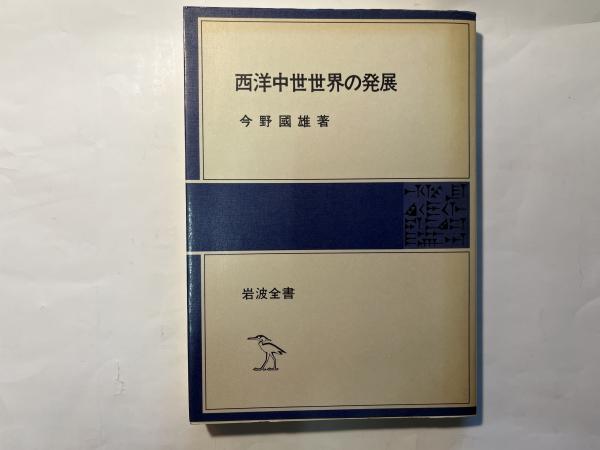 西洋中世世界の発展
今野國雄著
岩波全書